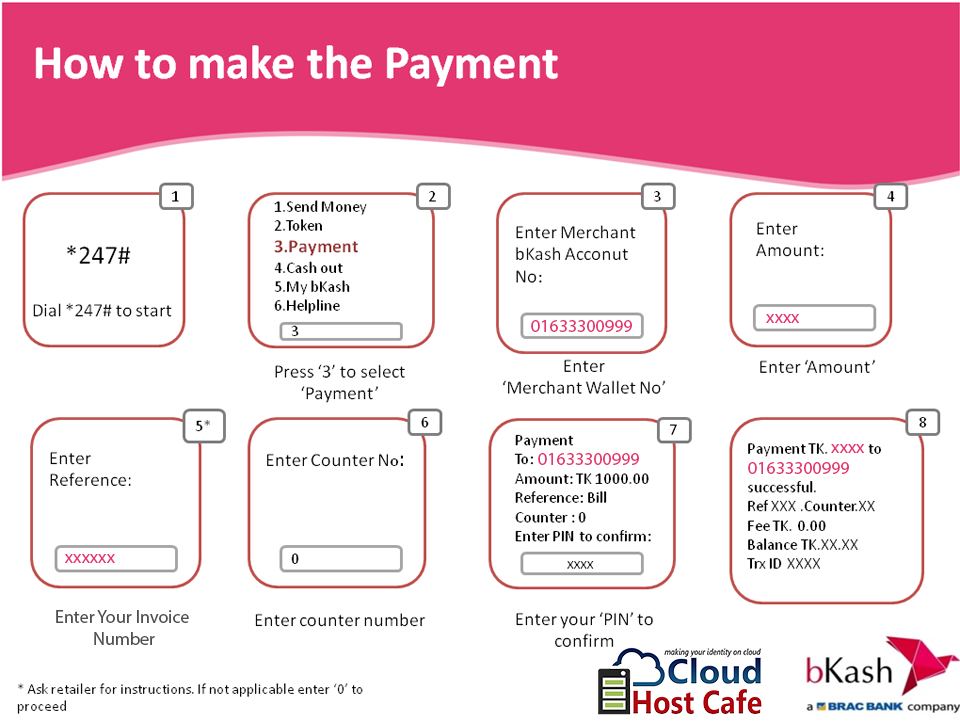 How to make the Payment
1
*247#
Dial *247# to start
2
1.Send Money
2.Token
3.Payment
4.Cash out
5.My bKash
6.Helpline
3
Press ‘3’ to select
‘Payment’
3
Enter Merchant
bKash Acconut
No:
01633300999
Enter
‘Merchant Wallet No’
4
Enter
Amount:
xxxx
Enter ‘Amount’
5*
Enter
Reference:
xxxxxx
Enter Your Invoice
Number
6
Enter Counter No:
0
Enter counter number
7
Payment
To: 01633300999
Amount: TK 1000.00
Reference: Bill
Counter : 0
Enter PIN to confirm:
xxxx
Enter your ‘PIN’ to
confirm
8
Payment TK. xxxx to
01633300999
successful.
Ref XXX .Counter.XX
Fee TK. 0.00
Balance TK.XX.XX
Trx ID XXXX
* Ask retailer for instructions. If not applicable enter ‘0’ to
proceed
making your identity on cloud
Cloud
Host Cafe
bKash
a BRAC BANK company